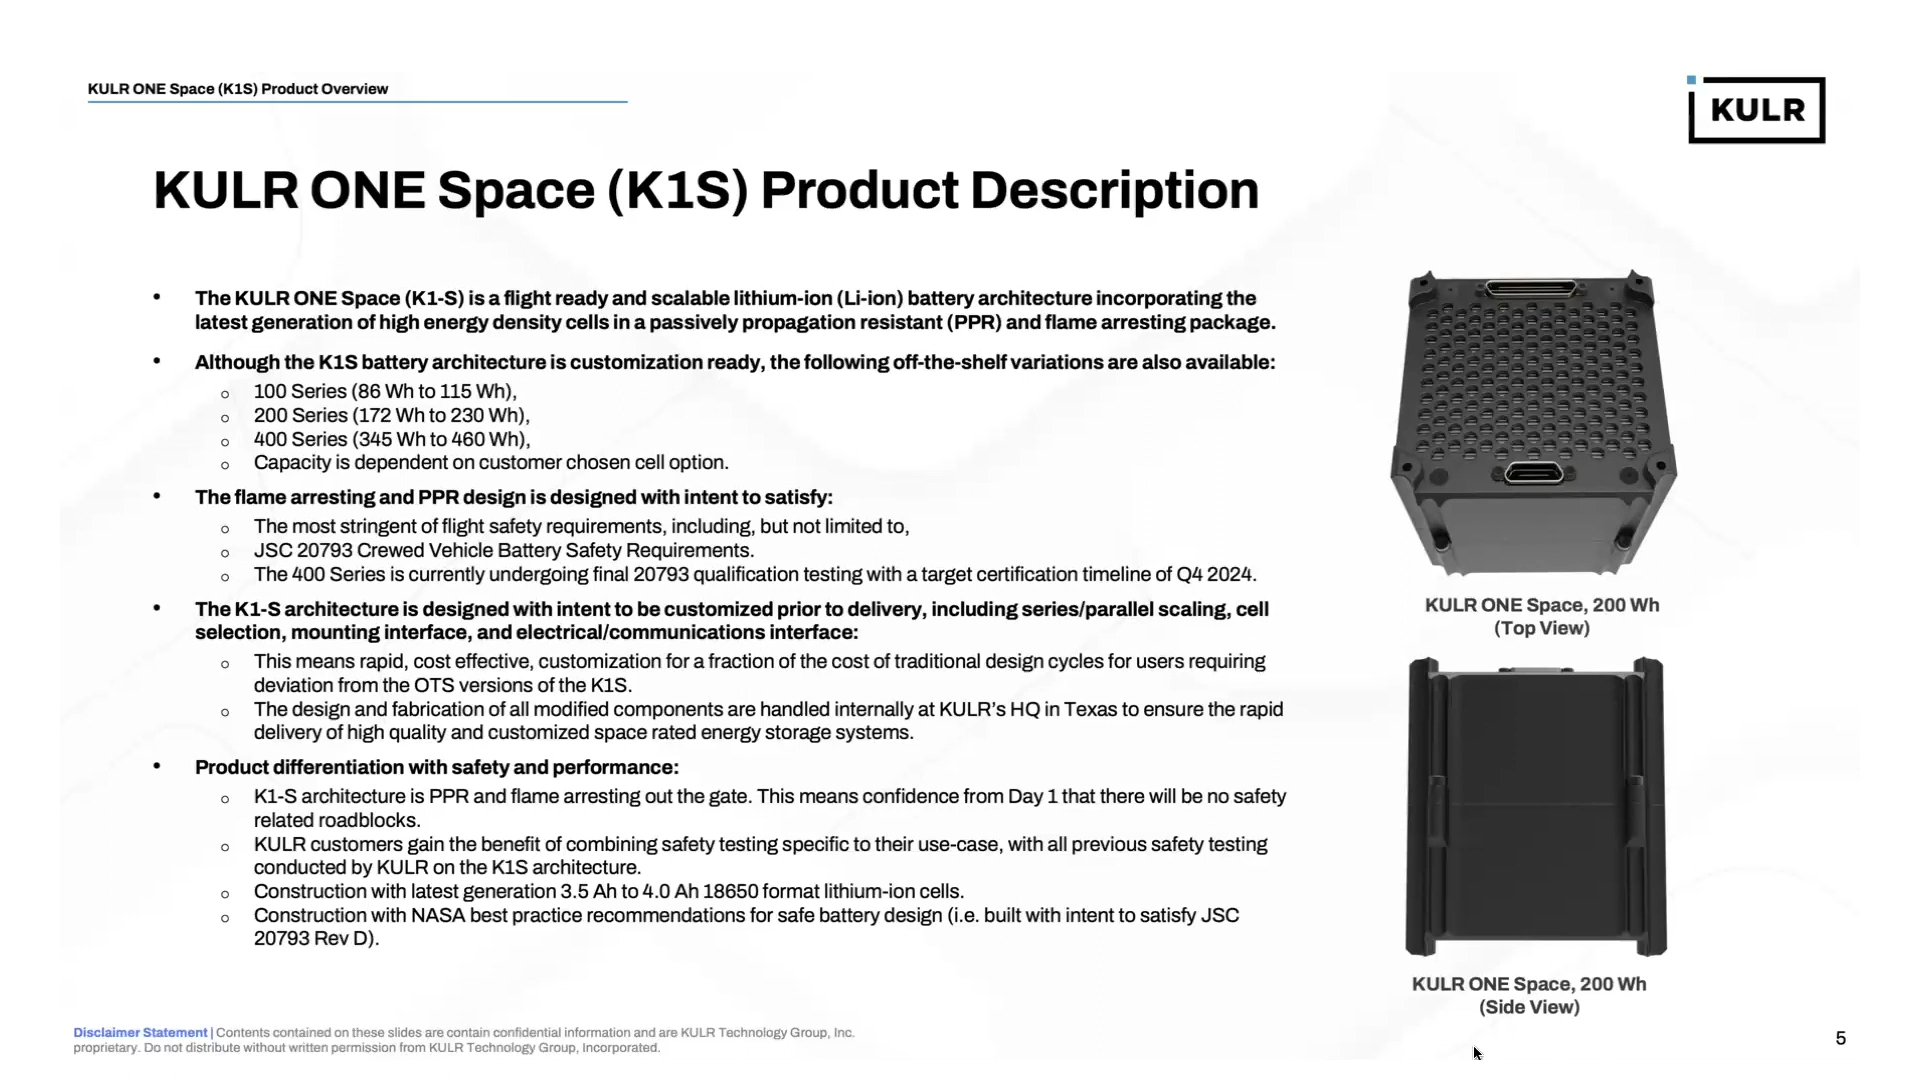 KULR ONE Space (K1S) Product Overview
KULR
KULR ONE Space (K1S) Product Description
• The KULR ONE Space (K1-S) is a flight ready and scalable lithium-ion (Li-ion) battery architecture incorporating the
latest generation of high energy density cells in a passively propagation resistant (PPR) and flame arresting package.
• Although the K1S battery architecture is customization ready, the following off-the-shelf variations are also available:
○ 100 Series (86 Wh to 115 Wh),
○ 200 Series (172 Wh to 230 Wh),
○ 400 Series (345 Wh to 460 Wh),
○ Capacity is dependent on customer chosen cell option.
• The flame arresting and PPR design is designed with intent to satisfy:
○ The most stringent of flight safety requirements, including, but not limited to,
○ JSC 20793 Crewed Vehicle Battery Safety Requirements.
○ The 400 Series is currently undergoing final 20793 qualification testing with a target certification timeline of Q4 2024.
• The K1-S architecture is designed with intent to be customized prior to delivery, including series/parallel scaling, cell
selection, mounting interface, and electrical/communications interface:
○ This means rapid, cost effective, customization for a fraction of the cost of traditional design cycles for users requiring
deviation from the OTS versions of the K1S.
○ The design and fabrication of all modified components are handled internally at KULR's HQ in Texas to ensure the rapid
delivery of high quality and customized space rated energy storage systems.
• Product differentiation with safety and performance:
○ K1-S architecture is PPR and flame arresting out the gate. This means confidence from Day 1 that there will be no safety
related roadblocks.
○ KULR customers gain the benefit of combining safety testing specific to their use-case, with all previous safety testing
conducted by KULR on the K1S architecture.
○ Construction with latest generation 3.5 Ah to 4.0 Ah 18650 format lithium-ion cells.
○ Construction with NASA best practice recommendations for safe battery design (i.e. built with intent to satisfy JSC
20793 Rev D).
KULR ONE Space, 200 Wh
(Top View)
KULR ONE Space, 200 Wh
(Side View)
Disclaimer Statement | Contents contained on these slides are contain confidential information and are KULR Technology Group, Inc.
proprietary. Do not distribute without written permission from KULR Technology Group, Incorporated.
5